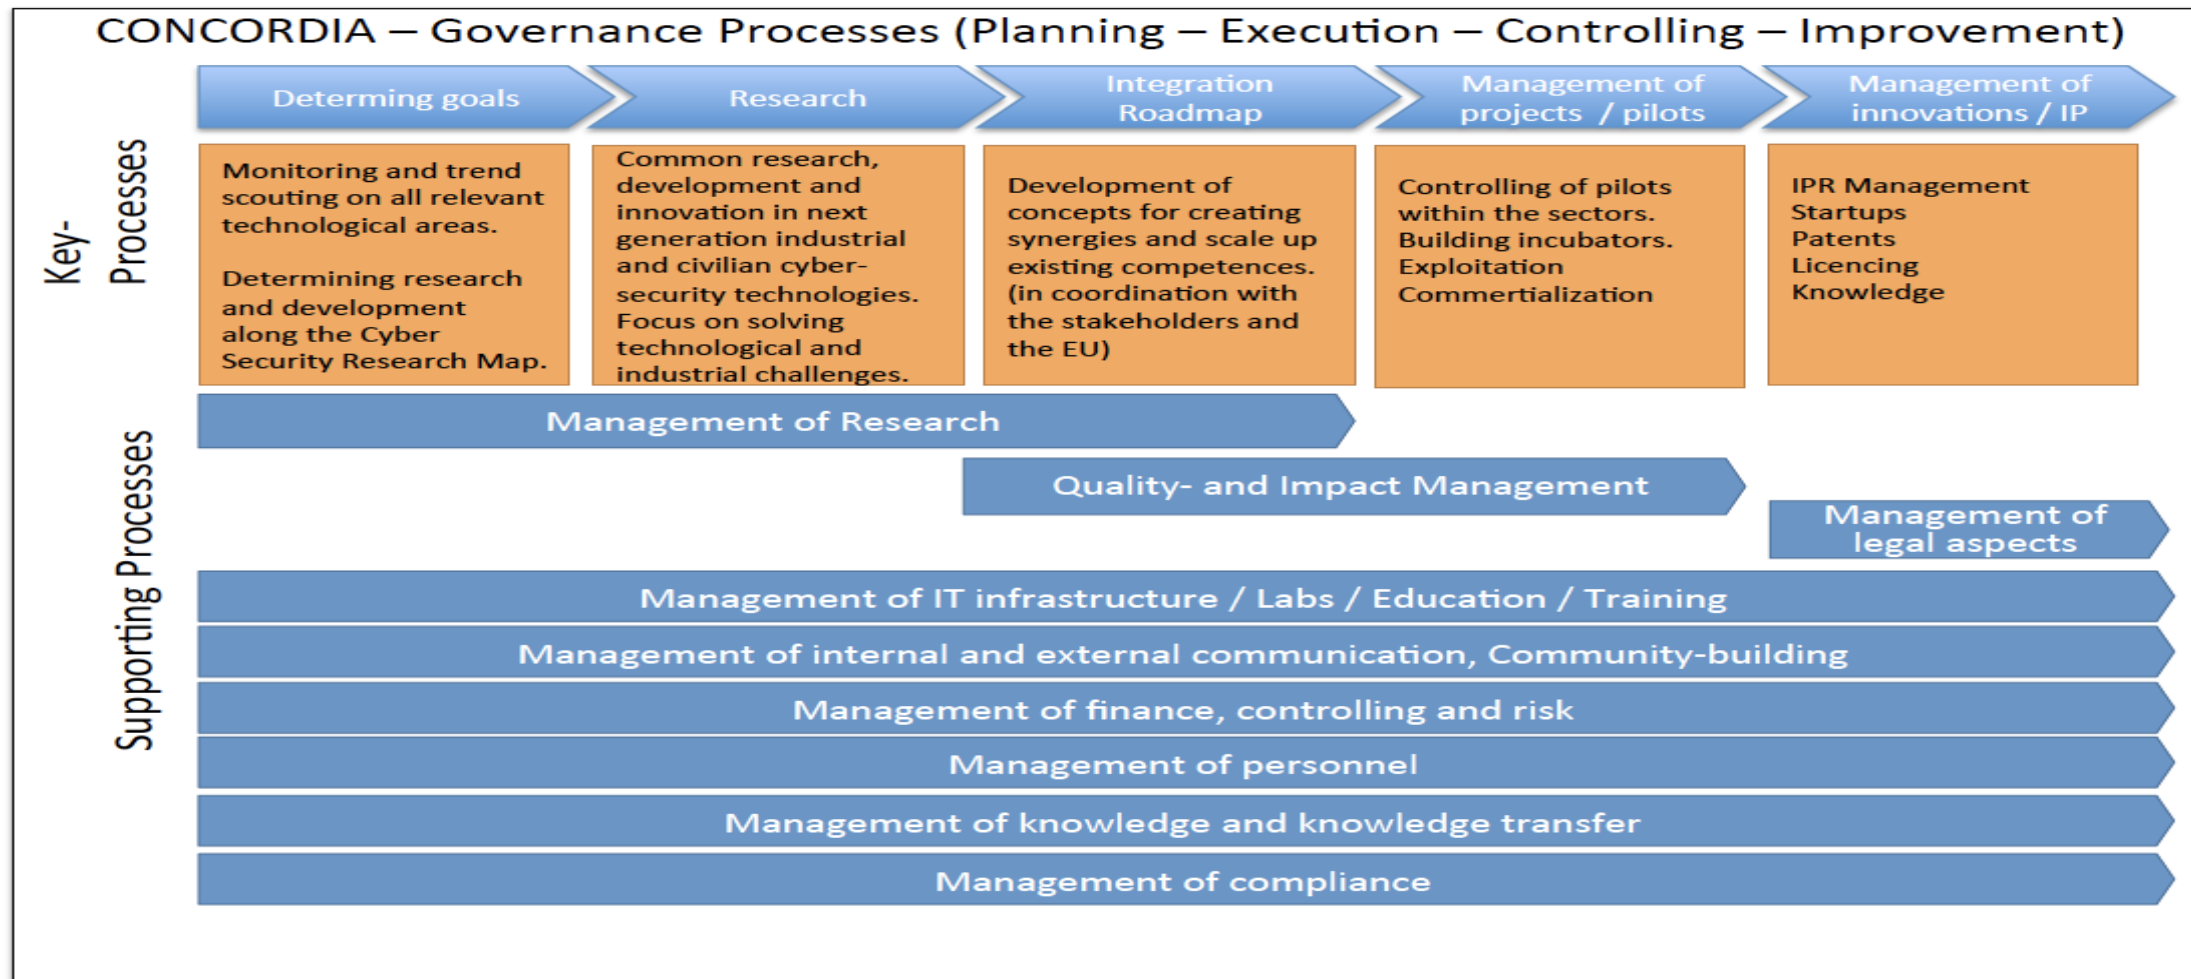 CONCORDIA – Governance Processes (Planning – Execution – Controlling – Improvement)
Determing goals
Research
Integration
Roadmap
Management of
projects / pilots
Management of
innovations / IP
Key-
Processes
Monitoring and trend
scouting on all relevant
technological areas.
Determining research
and development
along the Cyber
Security Research Map.
Common research,
development and
innovation in next
generation industrial
and civilian cyber-
security technologies.
Focus on solving
technological and
industrial challenges.
Development of
concepts for creating
synergies and scale up
existing competences.
(in coordination with
the stakeholders and
the EU)
Controlling of pilots
within the sectors.
Building incubators.
Exploitation
Commertialization
IPR Management
Startups
Patents
Licencing
Knowledge
Supporting Processes
Management of Research
Quality- and Impact Management
Management of
legal aspects
Management of IT infrastructure / Labs / Education / Training
Management of internal and external communication, Community-building
Management of finance, controlling and risk
Management of personnel
Management of knowledge and knowledge transfer
Management of compliance